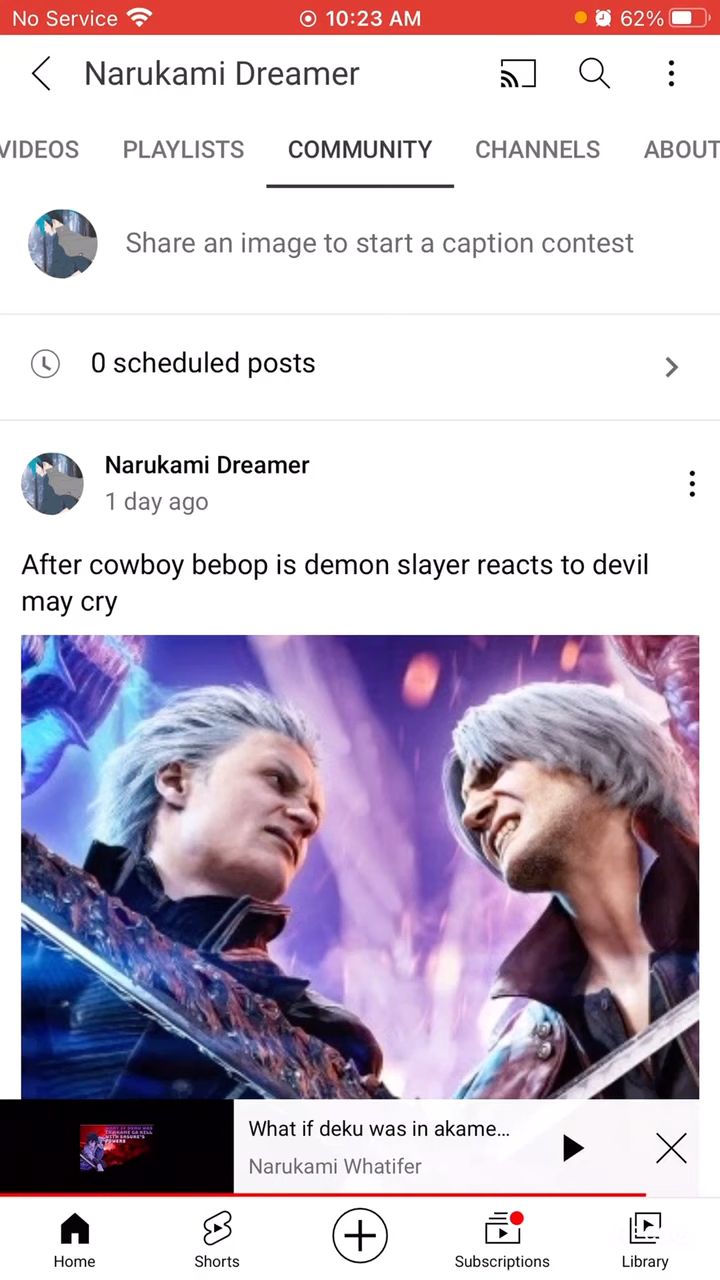 No Service 10:23 AM 62%
Narukami Dreamer
VIDEOS PLAYLISTS COMMUNITY CHANNELS ABOUT
Share an image to start a caption contest
0 scheduled posts
Narukami Dreamer
1 day ago
After cowboy bebop is demon slayer reacts to devil
may cry
What if deku was in akame...
Narukami Whatifer
Home Shorts Subscriptions Library